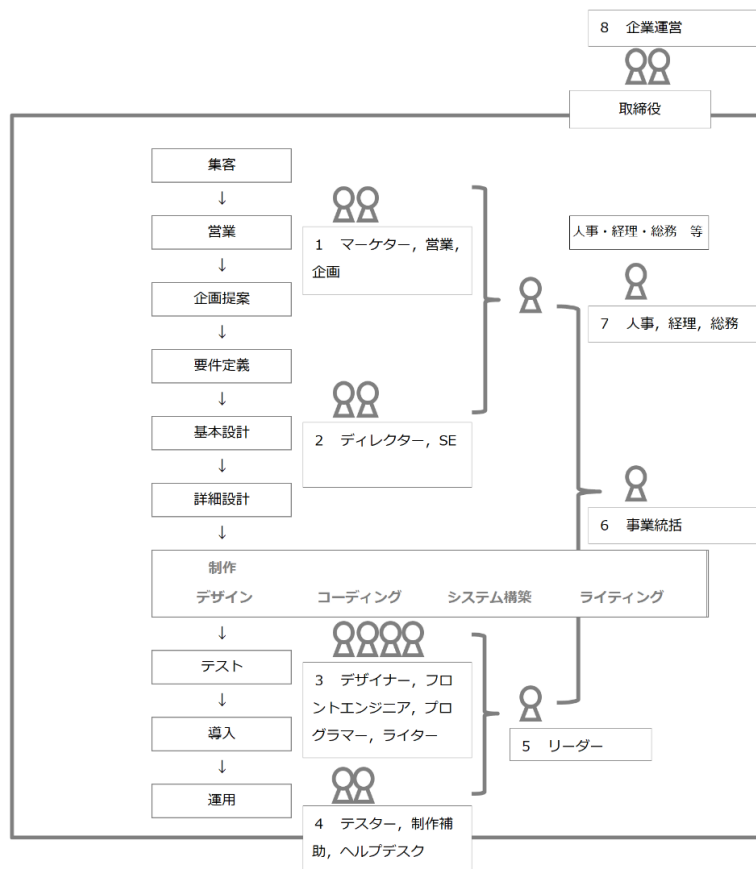 8 企業運営
取締役
集客
↓
営業
↓
企画提案
↓
要件定義
↓
基本設計
↓
詳細設計
↓
1 マーケター，営業，
企画
2 ディレクター，SE
人事・経理・総務 等
7 人事，経理，総務
6 事業統括
制作
デザイン コーディング システム構築 ライティング
↓
テスト
↓
導入
↓
運用
3 デザイナー，フロ
ントエンジニア，プロ
グラマー，ライター
5 リーダー
4 テスター，制作補
助，ヘルプデスク